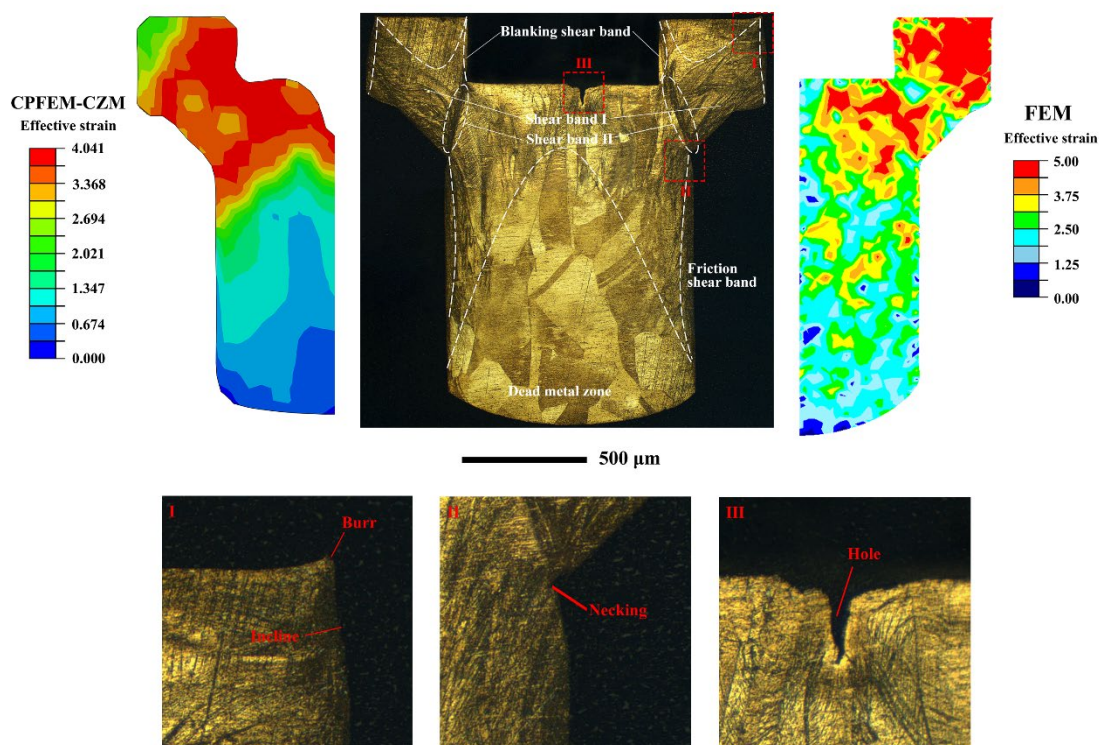 CPFEM-CZM
Effective strain
4.041
3.368
2.694
2.021
1.347
0.674
0.000
Blanking shear band
I
III
Shear band I
Shear band II
II
Friction
shear band
Dead metal zone
FEM
Effective strain
5.00
3.75
2.50
1.25
0.00
500 μm
I
Burr
Incline
II
Necking
III
Hole